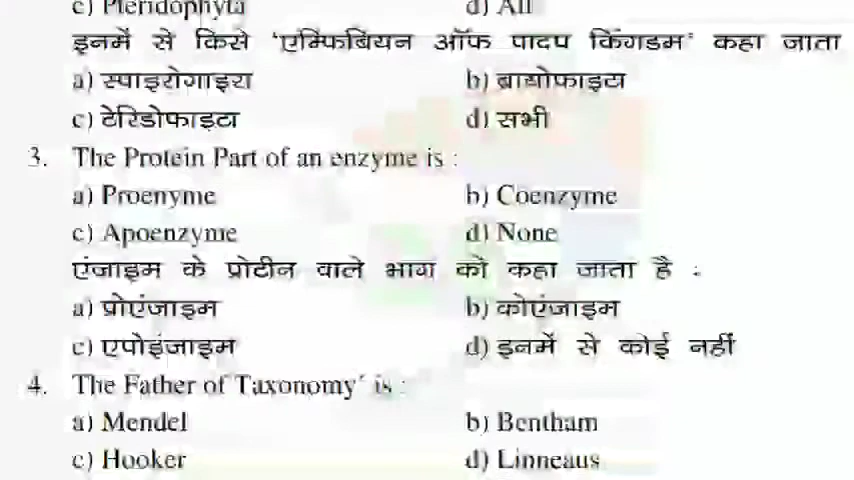 c) Pteridophyta d) All
इनमें से किसे 'एम्फिबियन ऑफ पादप किंगडम' कहा जाता
a) स्पाइरोगाइरा b) ब्रायोफाइटा
c) टेरिडोफाइटा d) सभी
3. The Protein Part of an enzyme is :
a) Proenyme b) Coenzyme
c) Apoenzyme d) None
एंजाइम के प्रोटीन वाले भाग को कहा जाता है :
a) प्रोएंजाइम b) कोएंजाइम
c) एपोइंजाइम d) इनमें से कोई नहीं
4. The Father of Taxonomy' is :
a) Mendel b) Bentham
c) Hooker d) Linneaus